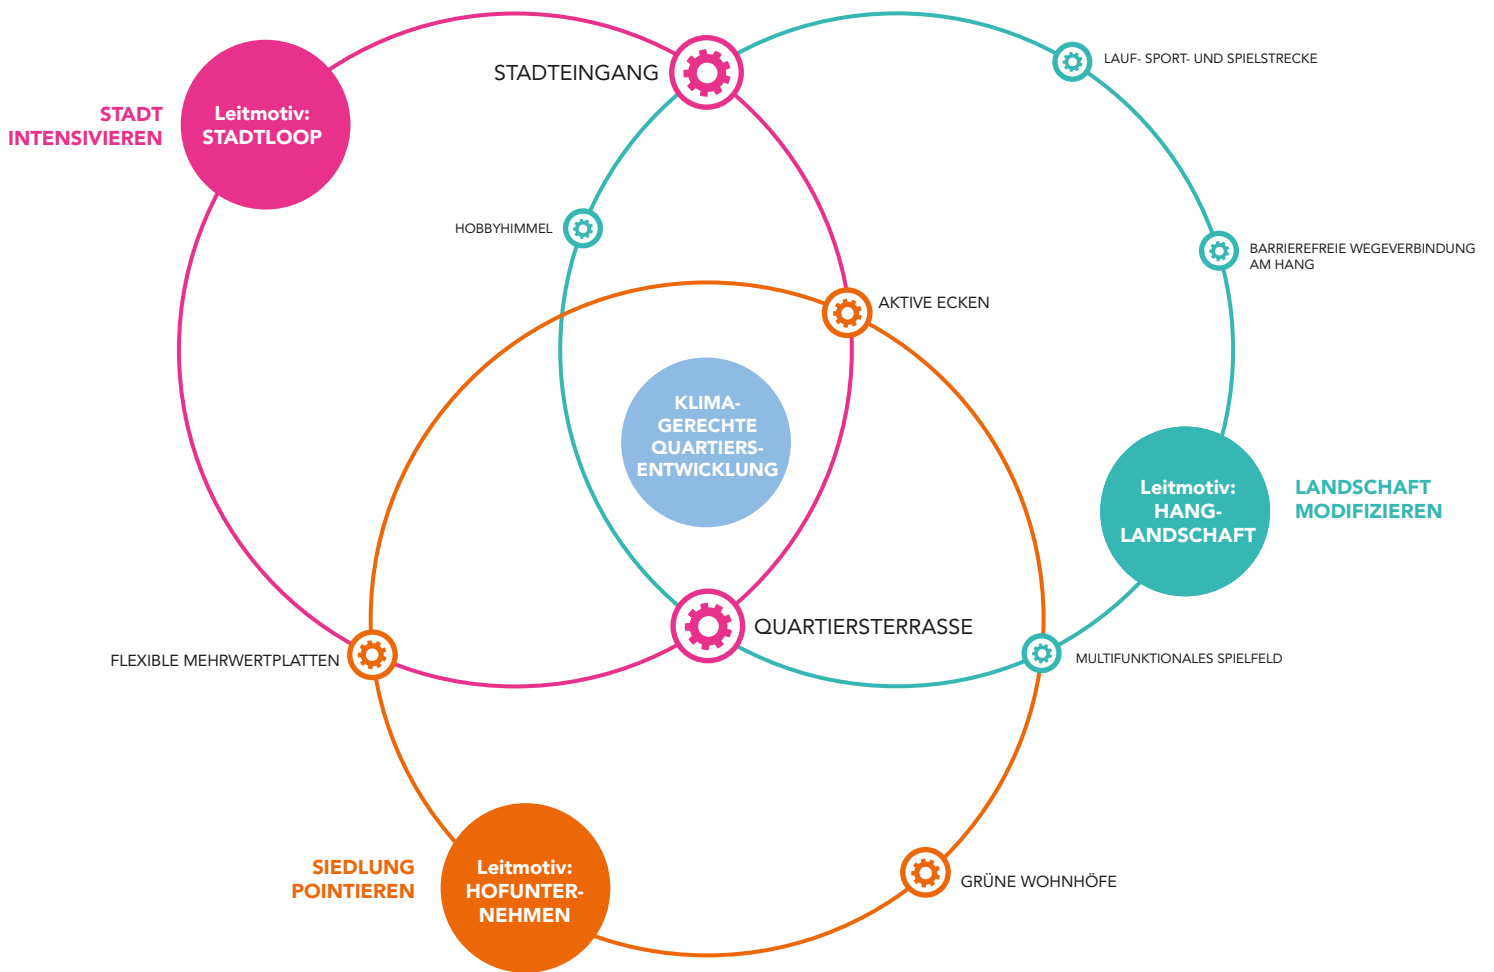 STADTEINGANG
LAUF- SPORT- UND SPIELSTRECKE
STADT
INTENSIVIEREN
Leitmotiv:
STADTLOOP
HOBBYHIMMEL
BARRIEREFREIE WEGEVERBINDUNG
AM HANG
AKTIVE ECKEN
KLIMA-
GERECHTE
QUARTIERS-
ENTWICKLUNG
Leitmotiv:
HANG-
LANDSCHAFT
LANDSCHAFT
MODIFIZIEREN
QUARTIERSTERRASSE
FLEXIBLE MEHRWERTPLATTEN
MULTIFUNKTIONALES SPIELFELD
SIEDLUNG
POINTIEREN
Leitmotiv:
HOFUNTER-
NEHMEN
GRÜNE WOHNHÖFE